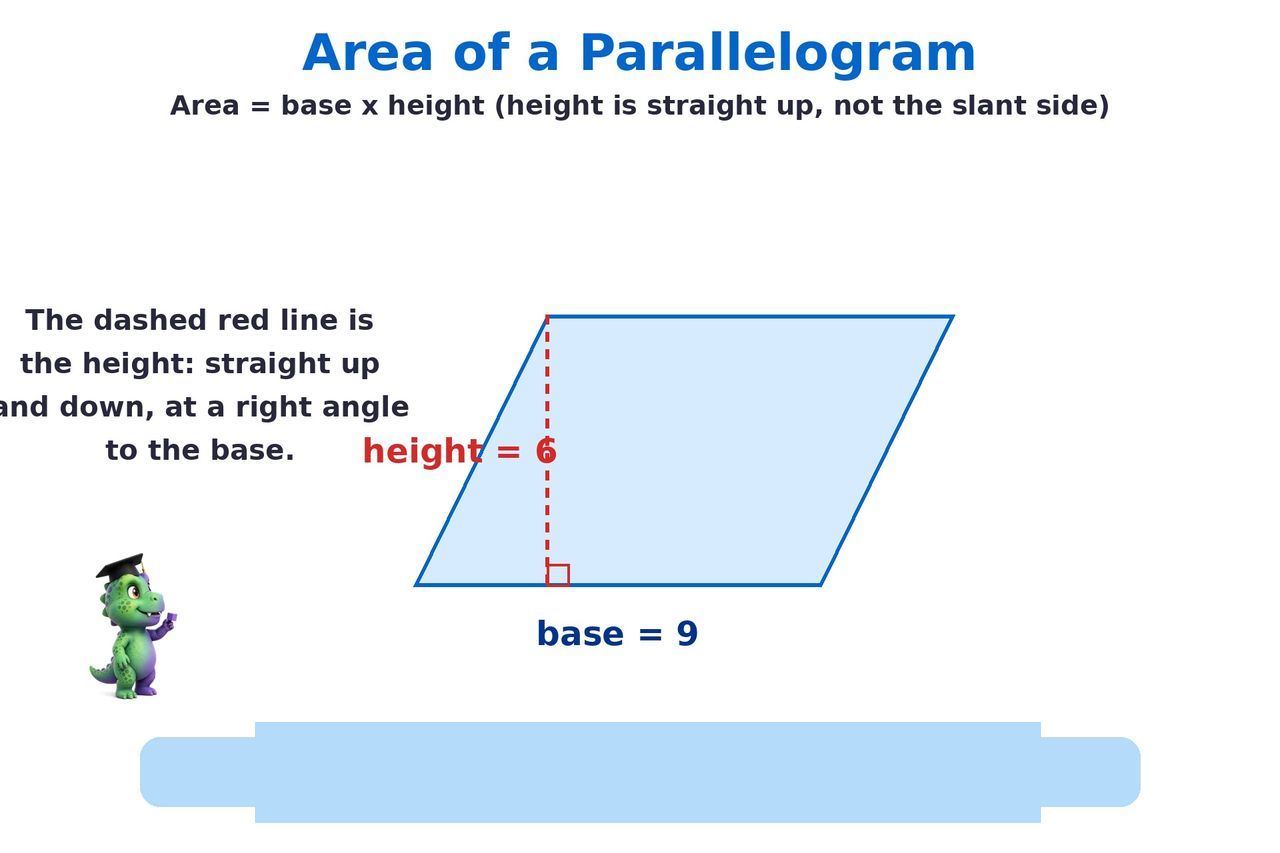 Area of a Parallelogram
Area = base x height (height is straight up, not the slant side)
The dashed red line is
the height: straight up
and down, at a right angle
to the base.
height = 6
base = 9